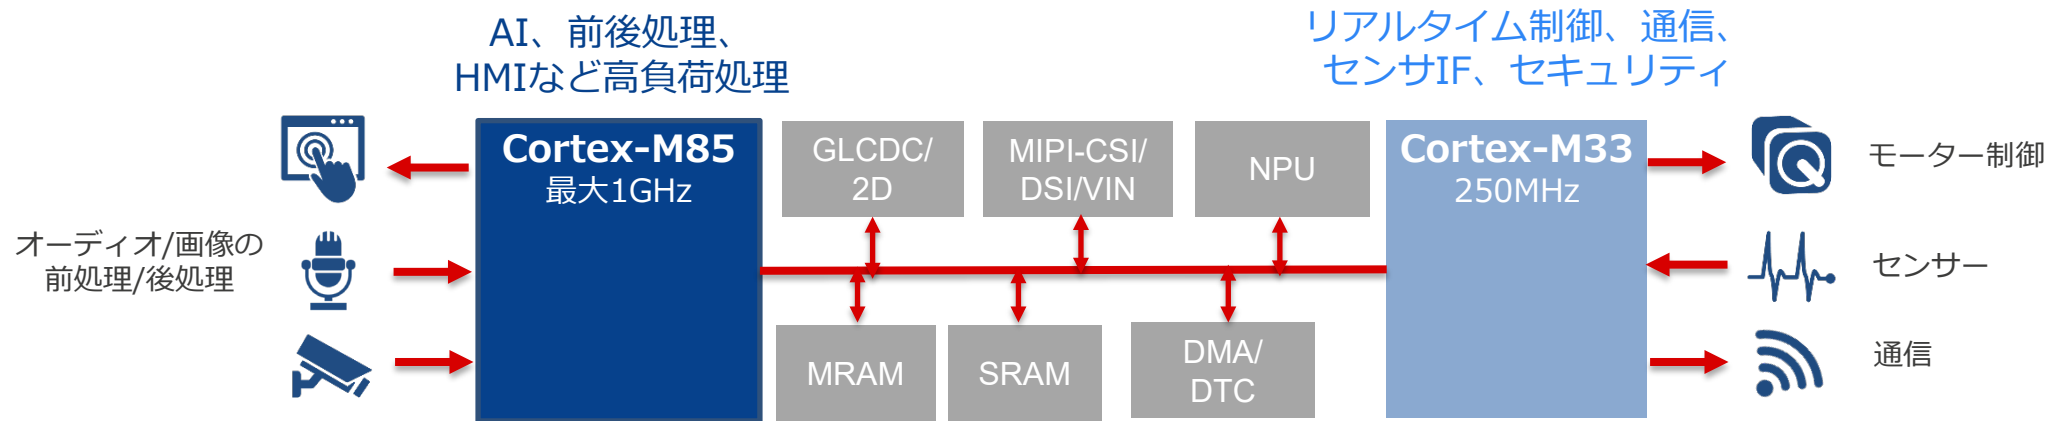 AI、前後処理、
HMIなど高負荷処理
リアルタイム制御、通信、
センサIF、セキュリティ
オーディオ/画像の
前処理/後処理
Cortex-M85
最大1GHz
GLCDC/
2D
MIPI-CSI/
DSI/VIN
NPU
MRAM
SRAM
DMA/
DTC
Cortex-M33
250MHz
モーター制御
センサー
通信